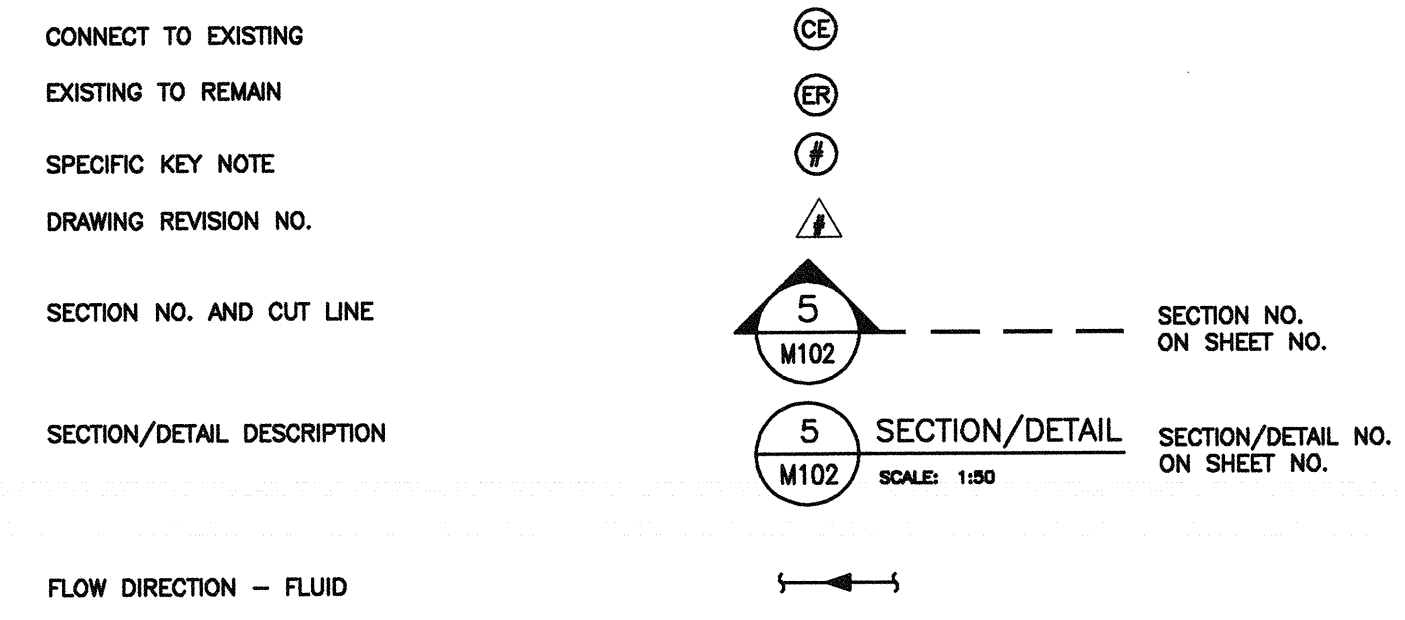 CONNECT TO EXISTING CE
EXISTING TO REMAIN ER
SPECIFIC KEY NOTE #
DRAWING REVISION NO. #
SECTION NO. AND CUT LINE
5
M102
SECTION NO.
ON SHEET NO.
SECTION/DETAIL DESCRIPTION
5 SECTION/DETAIL
M102 SCALE: 1:50
SECTION/DETAIL NO.
ON SHEET NO.
FLOW DIRECTION – FLUID